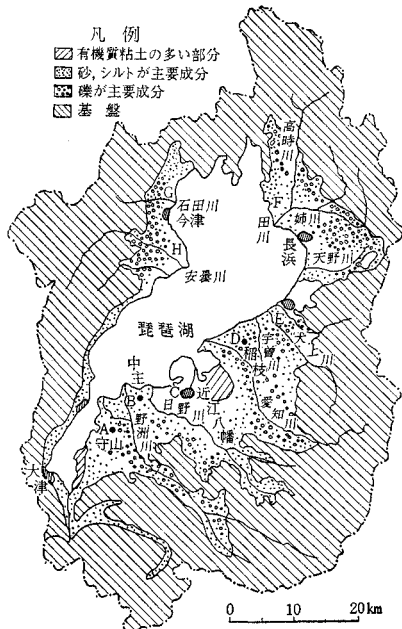 凡例
有機質粘土の多い部分
砂,シルトが主要成分
礫が主要成分
基盤
高時川
G
石田川
今津
F
田川
姉川
長浜
天野川
H
安曇川
琵琶湖
E
犬上川
D
宇曽川
稲枝
愛知川
中主
B
C
近江八幡
日野川
野洲川
A
守山
大津
0 10 20km